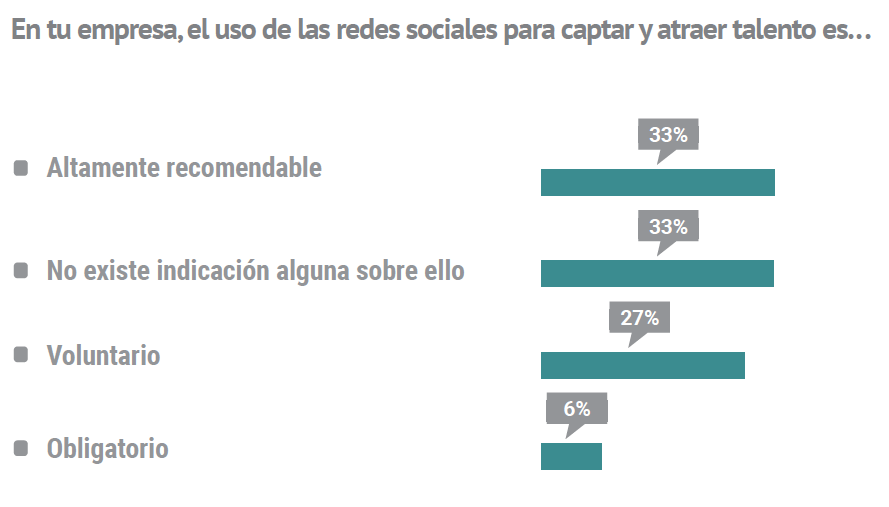 En tu empresa, el uso de las redes sociales para captar y atraer talento es...
33%
Altamente recomendable
33%
No existe indicación alguna sobre ello
27%
Voluntario
6%
Obligatorio